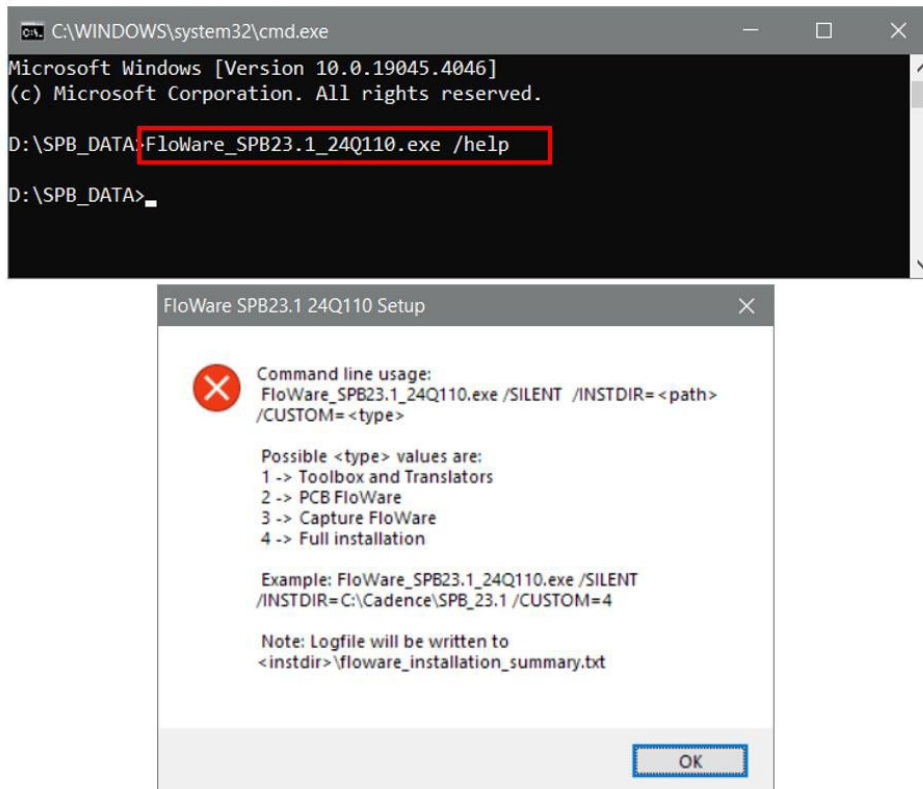 C:\WINDOWS\system32\cmd.exe
Microsoft Windows [Version 10.0.19045.4046]
(c) Microsoft Corporation. All rights reserved.
D:\SPB_DATA>FloWare_SPB23.1_24Q110.exe /help
D:\SPB_DATA>
FloWare SPB23.1 24Q110 Setup
Command line usage:
FloWare_SPB23.1_24Q110.exe /SILENT /INSTDIR=<path>
/CUSTOM=<type>
Possible <type> values are:
1 -> Toolbox and Translators
2 -> PCB FloWare
3 -> Capture FloWare
4 -> Full installation
Example: FloWare_SPB23.1_24Q110.exe /SILENT
/INSTDIR=C:\Cadence\SPB_23.1 /CUSTOM=4
Note: Logfile will be written to
<instdir>\floware_installation_summary.txt
OK